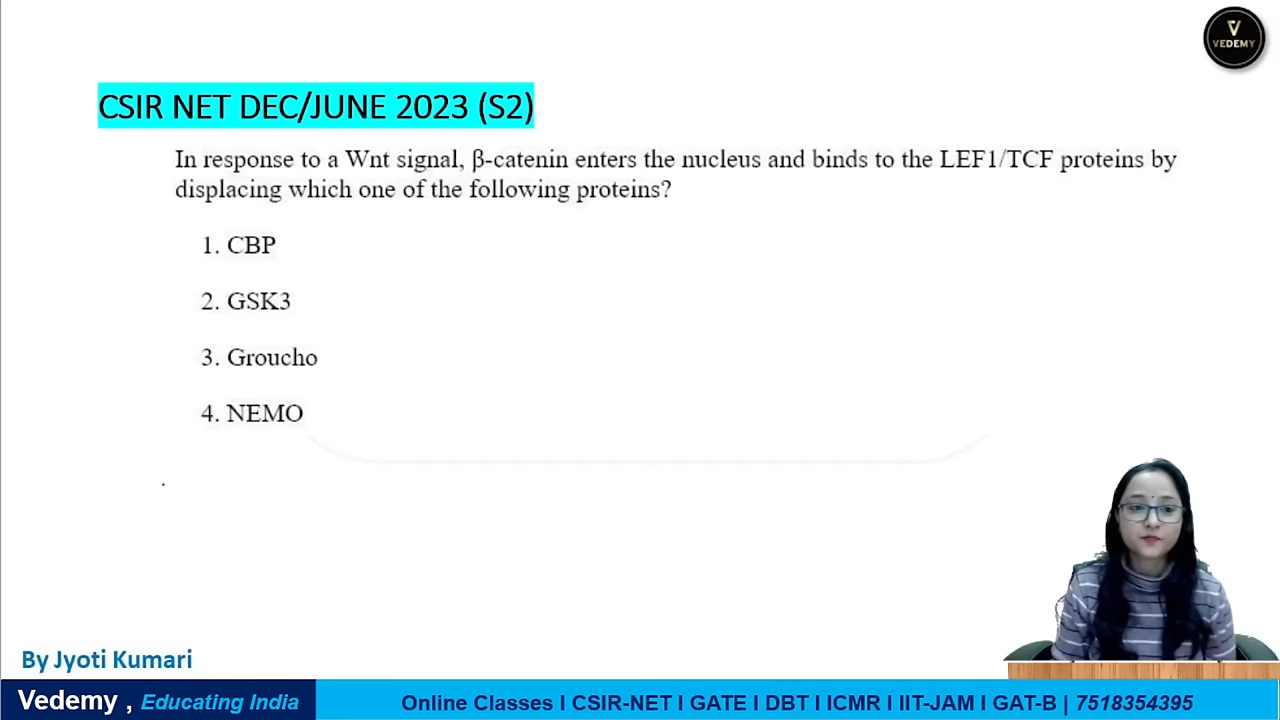 VEDEMY
CSIR NET DEC/JUNE 2023 (S2)
In response to a Wnt signal, β-catenin enters the nucleus and binds to the LEF1/TCF proteins by
displacing which one of the following proteins?
1. CBP
2. GSK3
3. Groucho
4. NEMO
.
By Jyoti Kumari
Vedemy , Educating India
Online Classes I CSIR-NET I GATE I DBT I ICMR I IIT-JAM I GAT-B | 7518354395